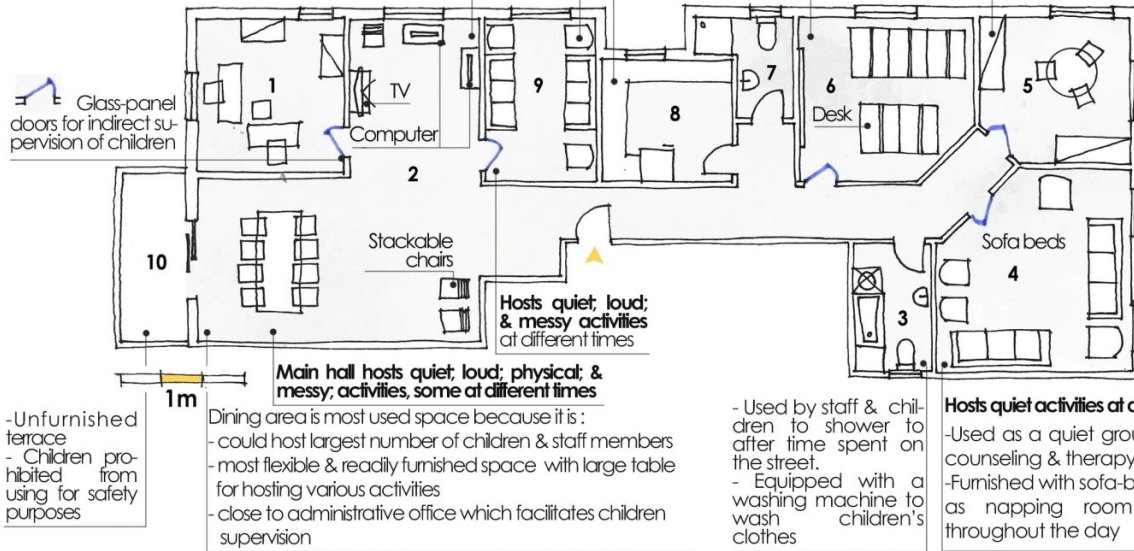 1
9
7
6
5
TV
8
Glass-panel
doors for indirect su-
pervision of children
Desk
Computer
2
10
Stackable
chairs
Sofa beds
4
3
Hosts quiet; loud;
& messy activities
at different times
Main hall hosts quiet; loud; physical; &
messy; activities, some at different times
1m
Dining area is most used space because it is :
- could host largest number of children & staff members
- most flexible & readily furnished space with large table
for hosting various activities
- close to administrative office which facilitates children
supervision
-Unfurnished
terrace
- Children pro-
hibited from
using for safety
purposes
- Used by staff & chil-
dren to shower to
after time spent on
the street.
- Equipped with a
washing machine to
wash children's
clothes
Hosts quiet activities at
-Used as a quiet
counseling & therapy
-Furnished with sofa-b
as napping room
throughout the day